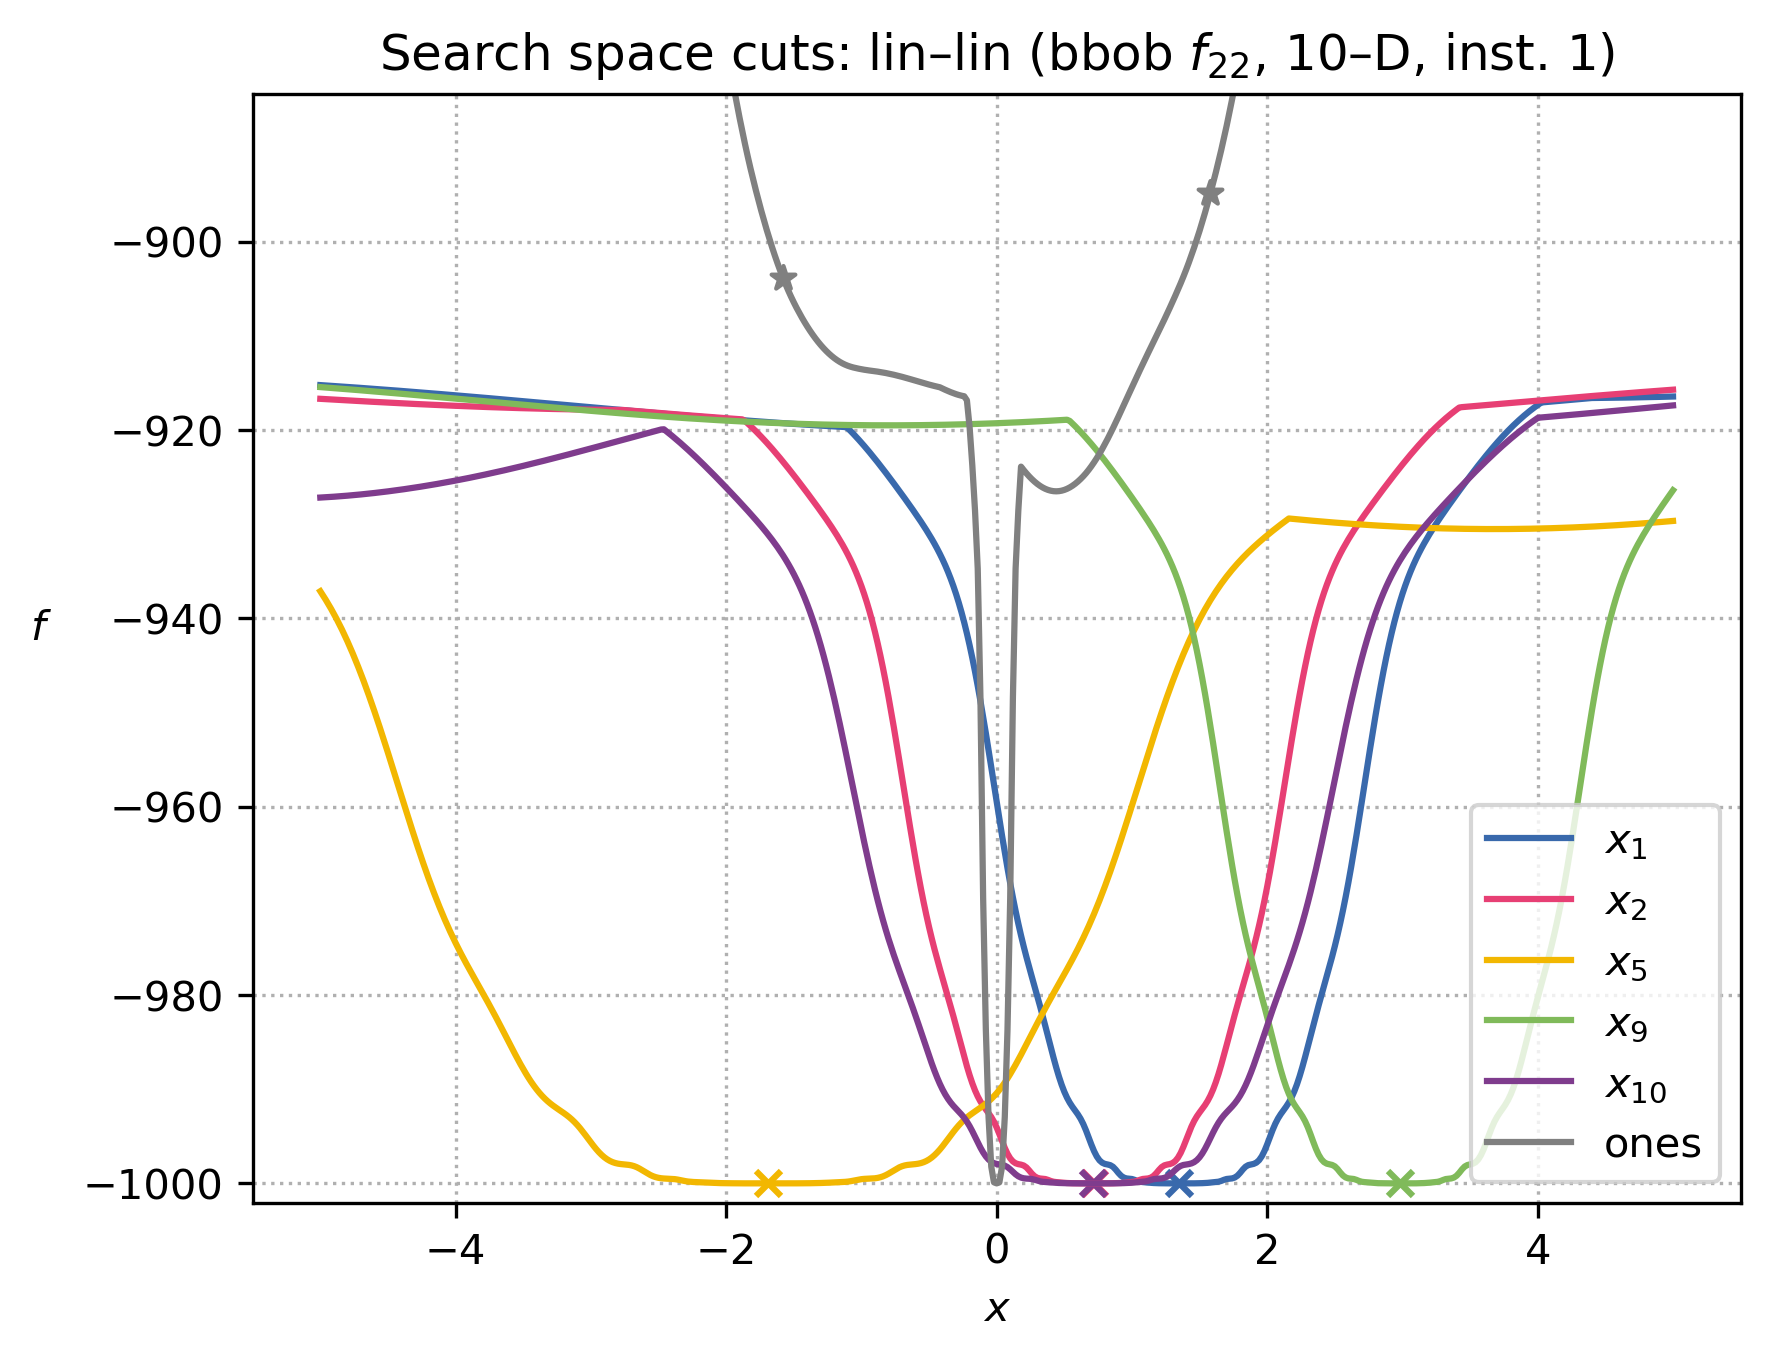 Search space cuts: lin–lin (bbob f₂₂, 10–D, inst. 1)
−900
−920
−940
−960
−980
−1000
f
−4
−2
0
2
4
x
x₁
x₂
x₅
x₉
x₁₀
ones